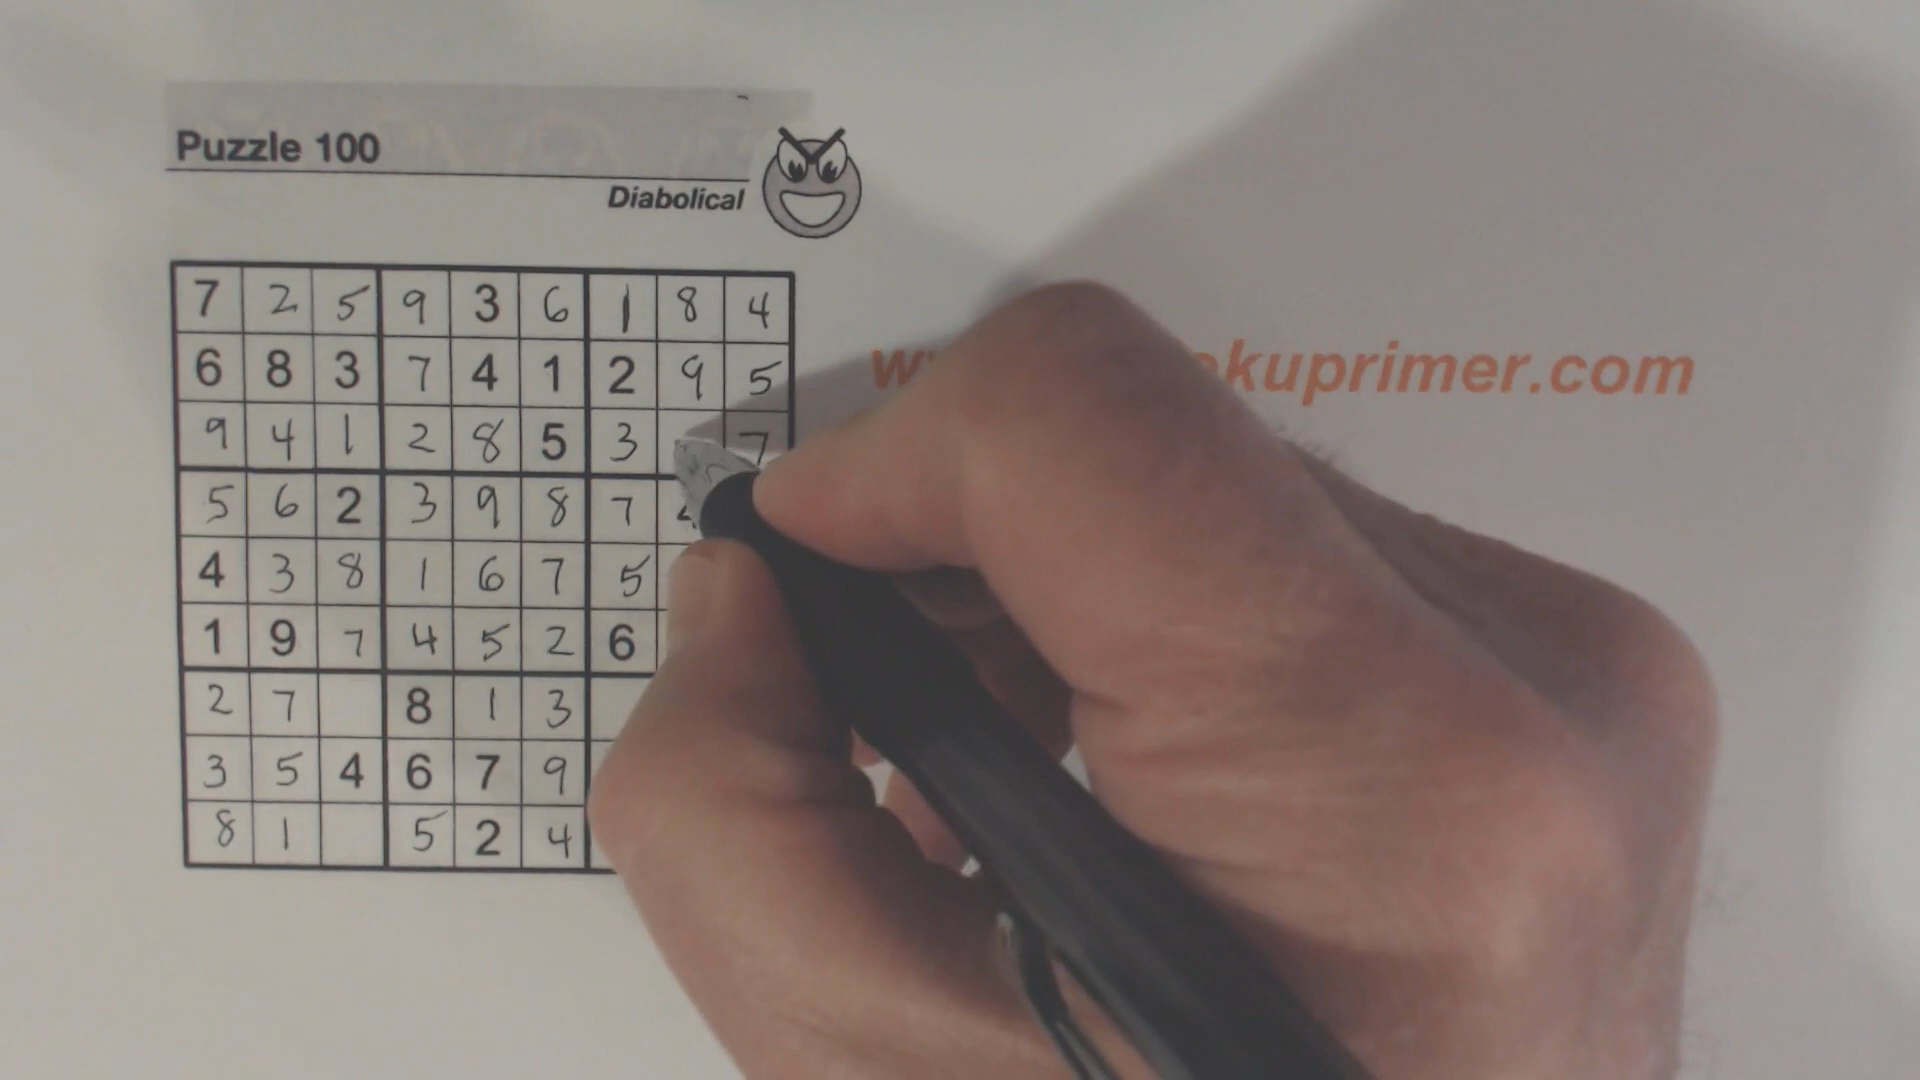 Puzzle 100
Diabolical
7 2 5 9 3 6 1 8 4
6 8 3 7 4 1 2 9 5
9 4 1 2 8 5 3 7
5 6 2 3 9 8 7
4 3 8 1 6 7 5
1 9 7 4 5 2 6
2 7 8 1 3
3 5 4 6 7 9
8 1 5 2 4
kuprimer.com